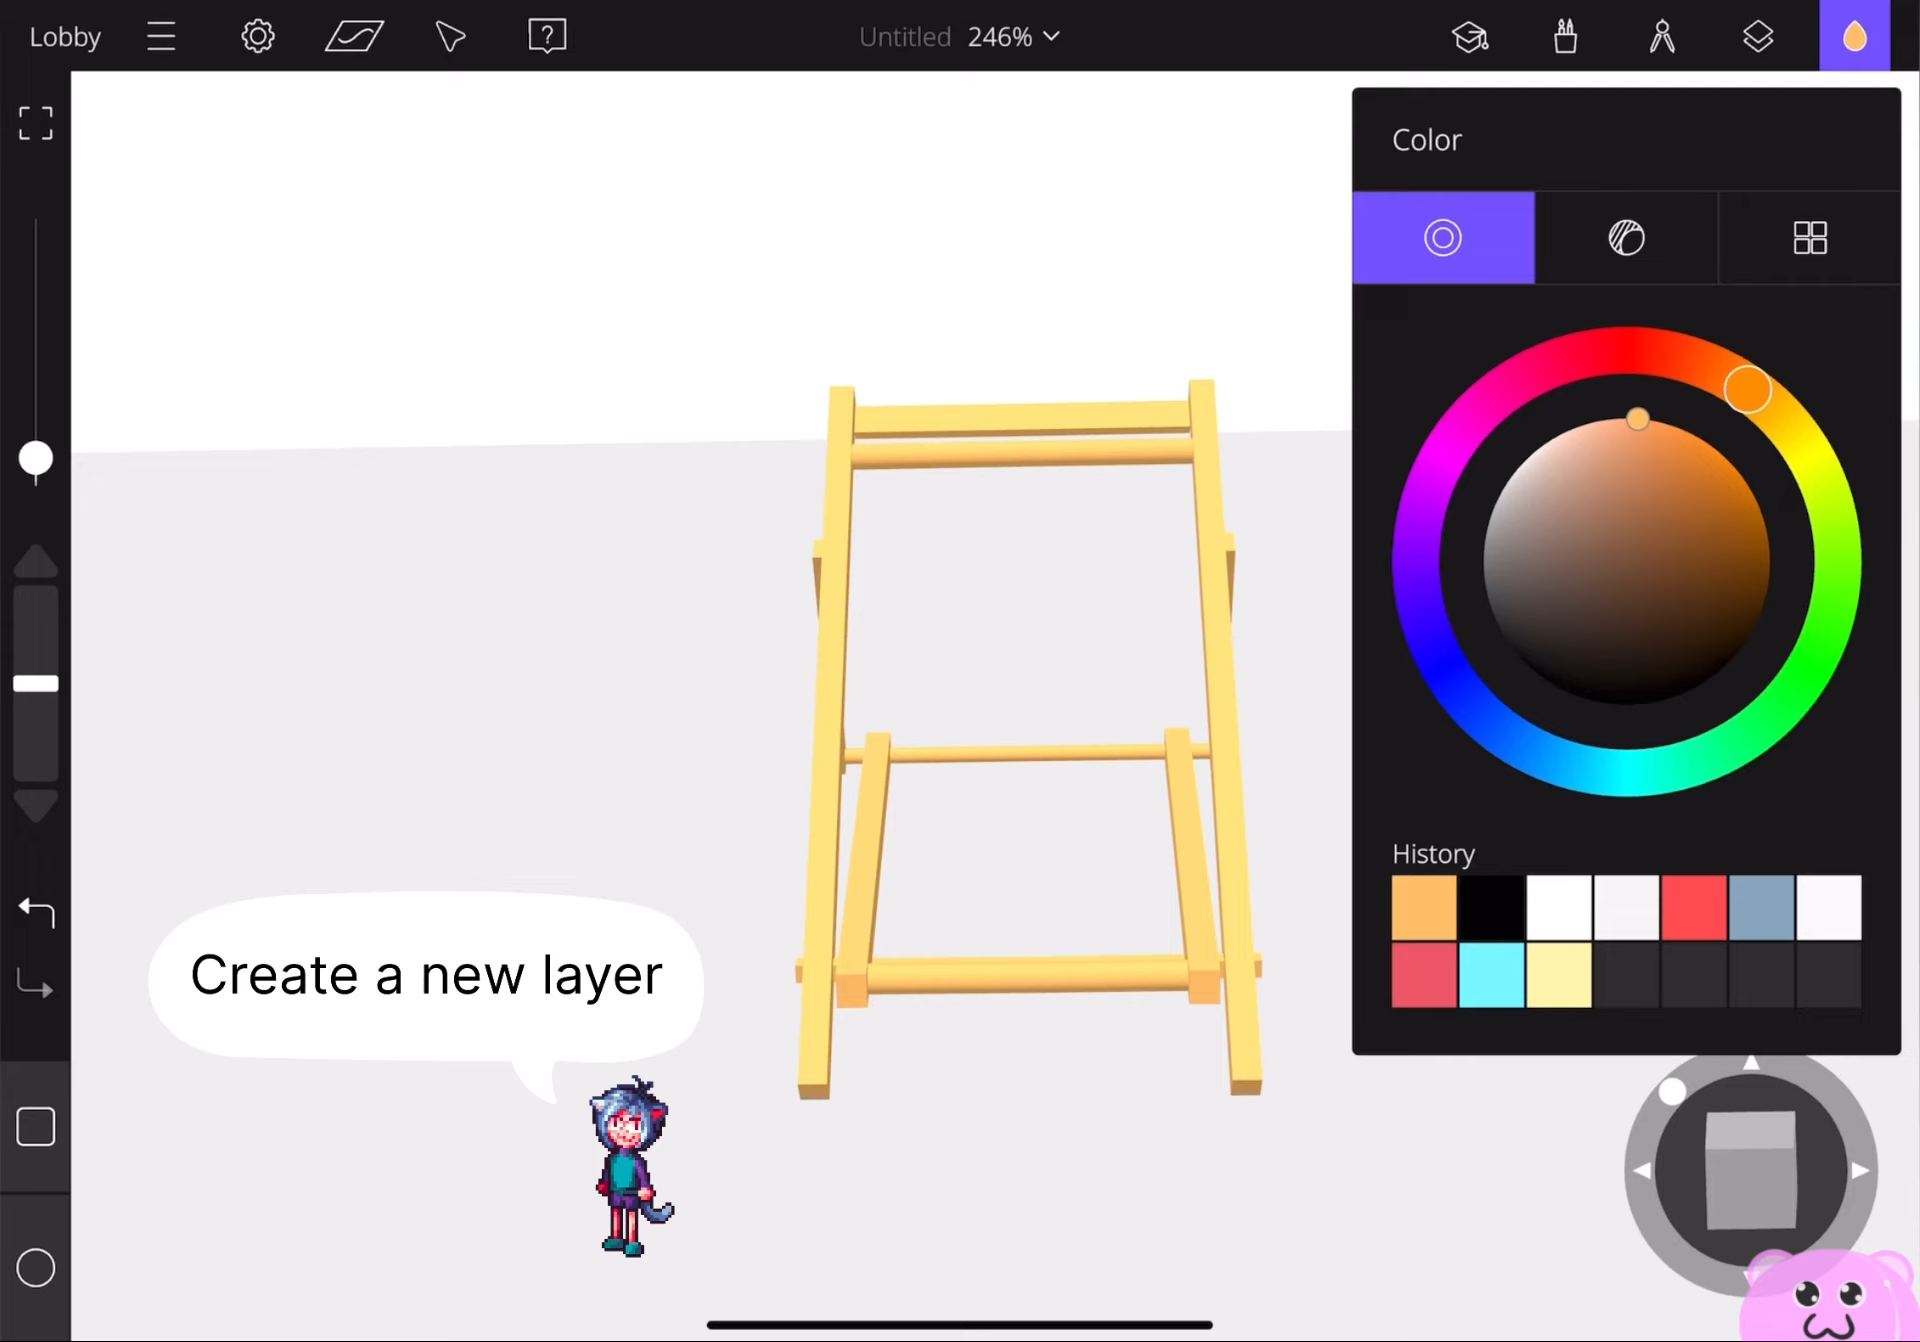 Lobby
?
Untitled 246%
Color
History
Create a new layer